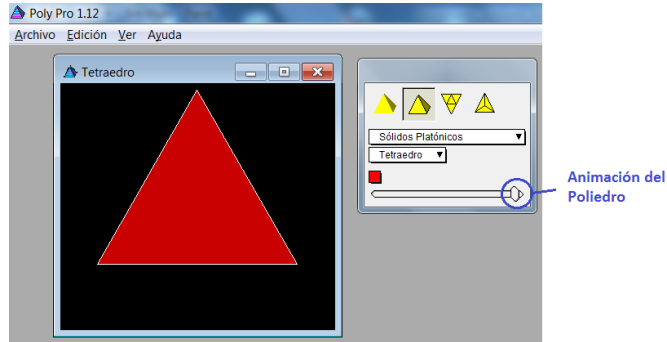 Poly Pro 1.12
Archivo Edición Ver Ayuda
Tetraedro
Sólidos Platónicos
Tetraedro
Animación del
Poliedro